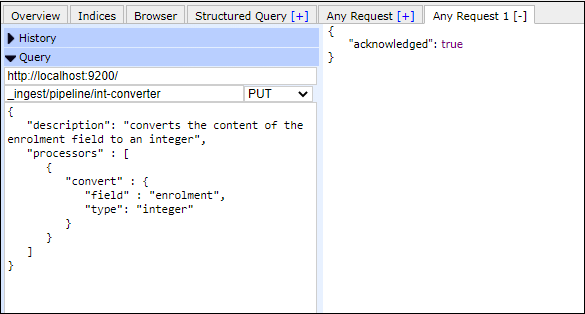 Overview Indices Browser Structured Query [+] Any Request [+] Any Request 1 [-]
History
Query
http://localhost:9200/
_ingest/pipeline/int-converter PUT
{
"description": "converts the content of the
enrolment field to an integer",
"processors" : [
{
"convert" : {
"field" : "enrolment",
"type": "integer"
}
}
]
}
{
"acknowledged": true
}